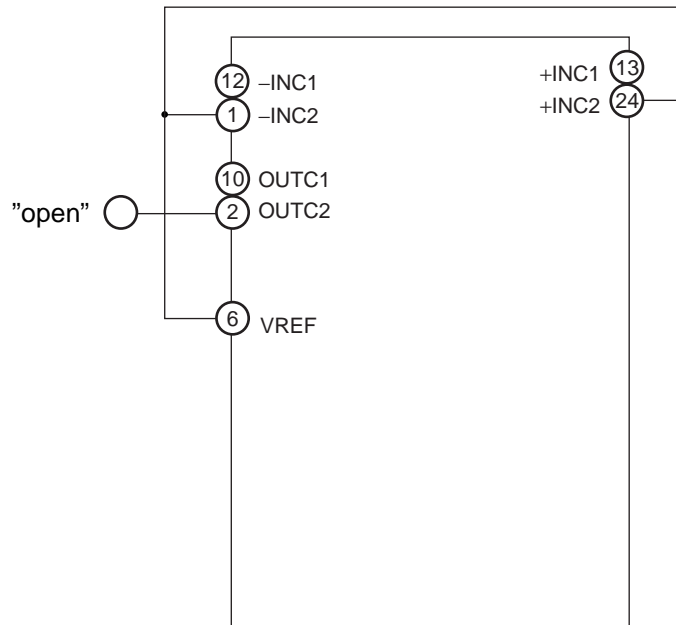 12 –INC1
1 –INC2
10 OUTC1
”open” 2 OUTC2
6 VREF
+INC1 13
+INC2 24